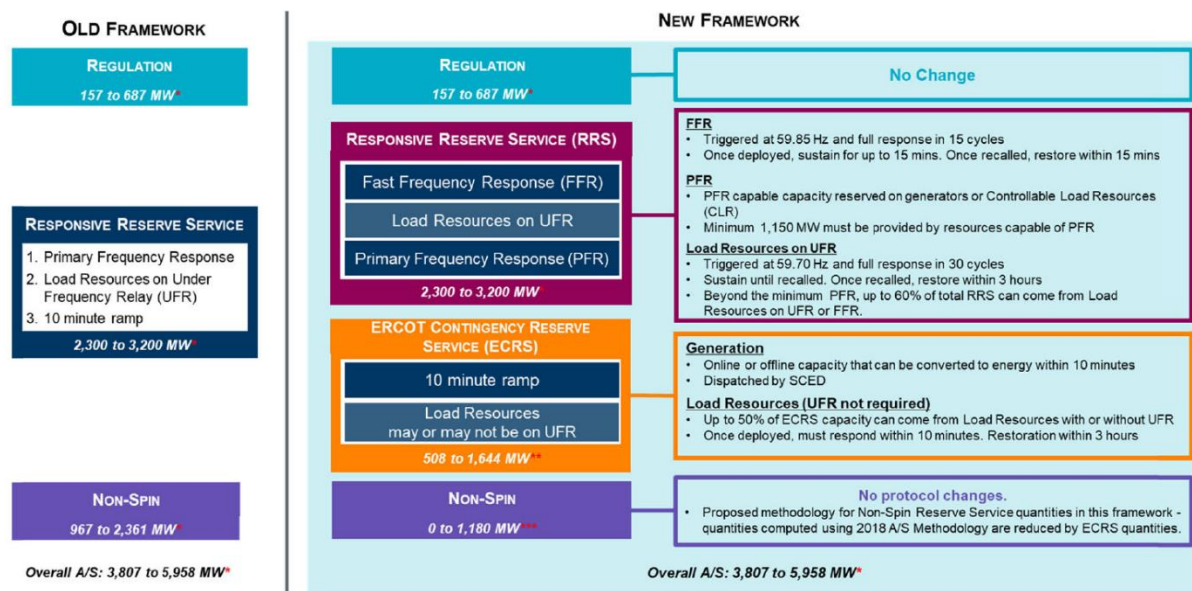 OLD FRAMEWORK
REGULATION
157 to 687 MW*
RESPONSIVE RESERVE SERVICE
1. Primary Frequency Response
2. Load Resources on Under
Frequency Relay (UFR)
3. 10 minute ramp
2,300 to 3,200 MW*
NON-SPIN
967 to 2,361 MW*
Overall A/S: 3,807 to 5,958 MW*
NEW FRAMEWORK
REGULATION
157 to 687 MW*
No Change
RESPONSIVE RESERVE SERVICE (RRS)
Fast Frequency Response (FFR)
Load Resources on UFR
Primary Frequency Response (PFR)
2,300 to 3,200 MW*
FFR
• Triggered at 59.85 Hz and full response in 15 cycles
• Once deployed, sustain for up to 15 mins. Once recalled, restore within 15 mins
PFR
• PFR capable capacity reserved on generators or Controllable Load Resources
(CLR)
• Minimum 1,150 MW must be provided by resources capable of PFR
Load Resources on UFR
• Triggered at 59.70 Hz and full response in 30 cycles
• Sustain until recalled. Once recalled, restore within 3 hours
• Beyond the minimum PFR, up to 60% of total RRS can come from Load
Resources on UFR or FFR.
ERCOT CONTINGENCY RESERVE
SERVICE (ECRS)
10 minute ramp
Load Resources
may or may not be on UFR
508 to 1,644 MW**
Generation
• Online or offline capacity that can be converted to energy within 10 minutes
• Dispatched by SCED
Load Resources (UFR not required)
• Up to 50% of ECRS capacity can come from Load Resources with or without UFR
• Once deployed, must respond within 10 minutes. Restoration within 3 hours
NON-SPIN
0 to 1,180 MW***
No protocol changes.
• Proposed methodology for Non-Spin Reserve Service quantities in this framework -
quantities computed using 2018 A/S Methodology are reduced by ECRS quantities.
Overall A/S: 3,807 to 5,958 MW*